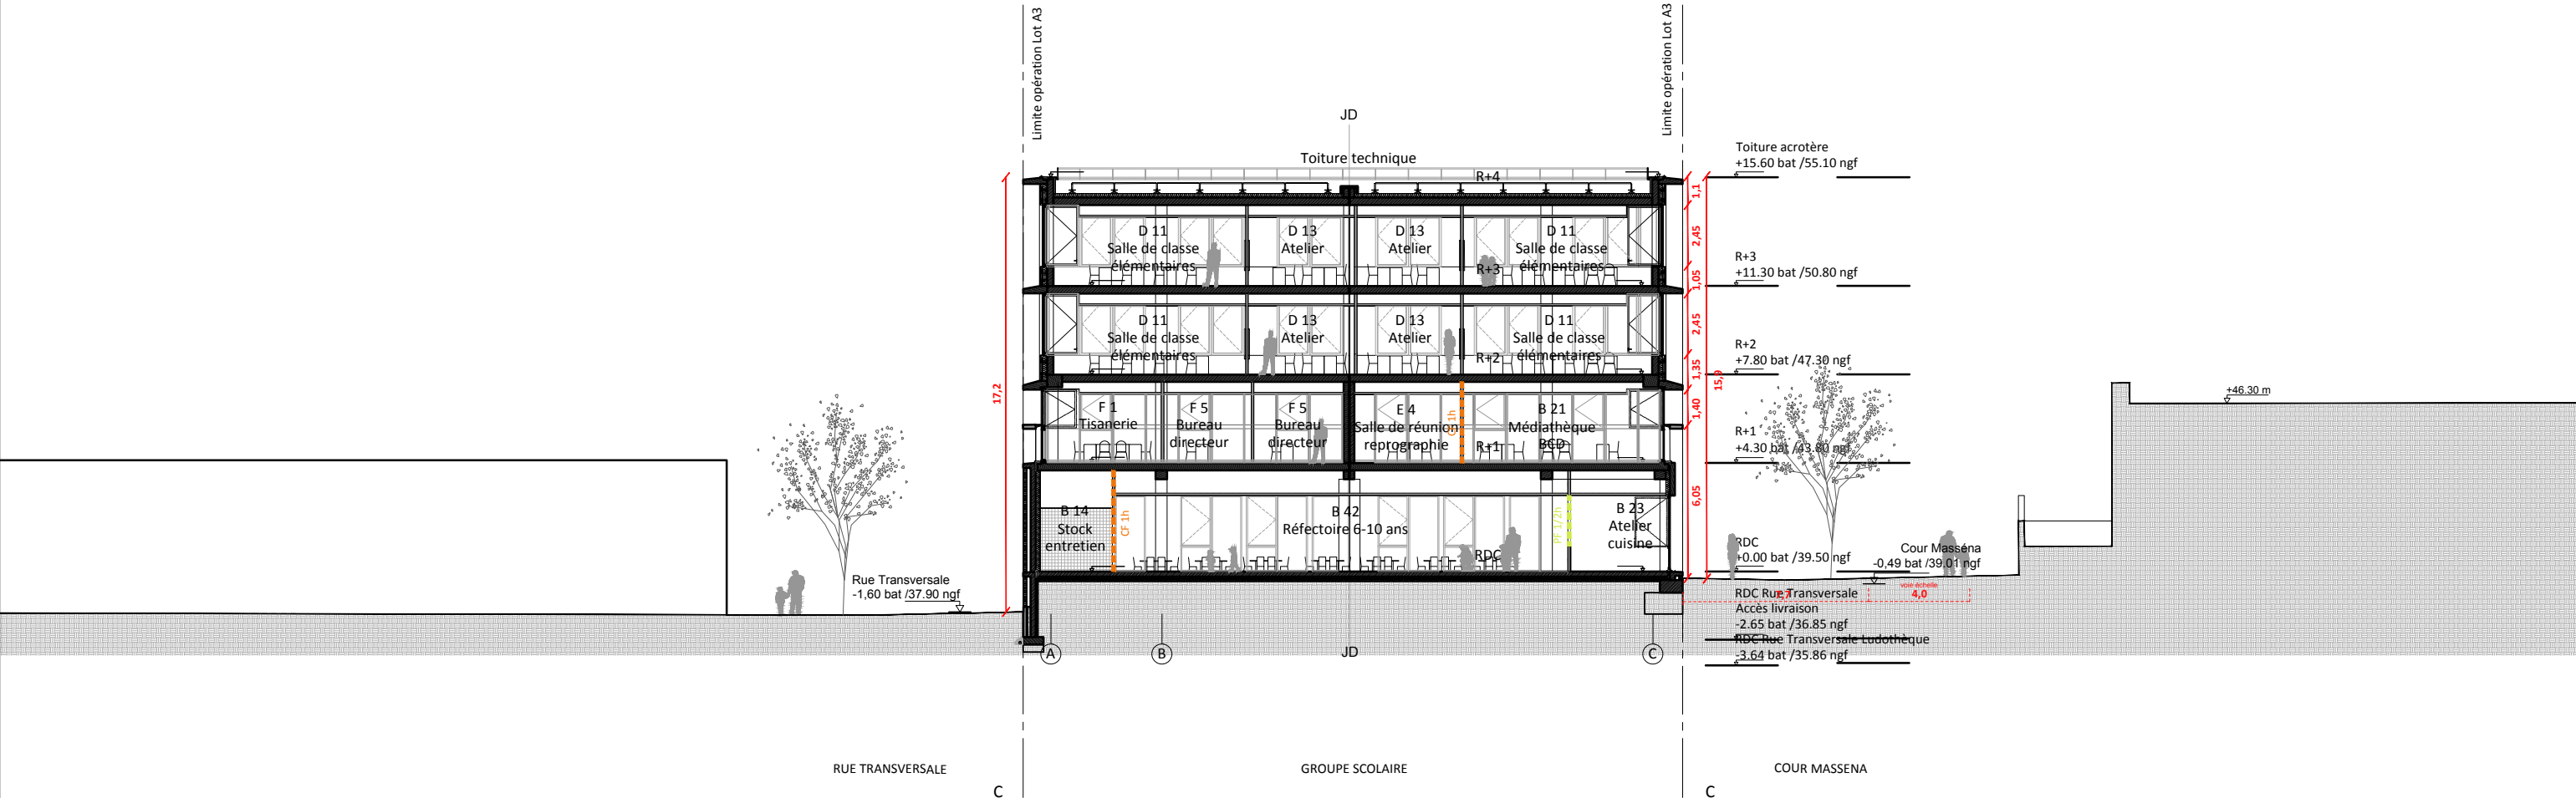 Limite opération Lot A3
Limite opération Lot A3
JD
Toiture technique
R+4
Toiture acrotère
+15.60 bat /55.10 ngf
1,1
D 11
Salle de classe
élémentaires
D 13
Atelier
D 13
Atelier
D 11
Salle de classe
élémentaires
R+3
2,45
R+3
+11.30 bat /50.80 ngf
1,05
D 11
Salle de classe
élémentaires
D 13
Atelier
D 13
Atelier
D 11
Salle de classe
élémentaires
R+2
2,45
R+2
+7.80 bat /47.30 ngf
1,35
15,9
17,2
+46.30 m
F 1
Tisanerie
F 5
Bureau
directeur
F 5
Bureau
directeur
E 4
Salle de réunion
reprographie
CF 1h
B 21
Médiathèque
BCD
R+1
1,40
R+1
+4.30 bat /43.80 ngf
B 14
Stock
entretien
CF 1h
B 42
Réfectoire 6-10 ans
PF 1/2h
B 23
Atelier
cuisine
RDC
6,05
RDC
+0.00 bat /39.50 ngf
Cour Masséna
-0,49 bat /39.01 ngf
Rue Transversale
-1,60 bat /37.90 ngf
voie échelle
4,0
RDC Rue Transversale
Accès livraison
-2.65 bat /36.85 ngf
RDC Rue Transversale Ludothèque
-3.64 bat /35.86 ngf
A
B
JD
C
RUE TRANSVERSALE
GROUPE SCOLAIRE
COUR MASSENA
C
C